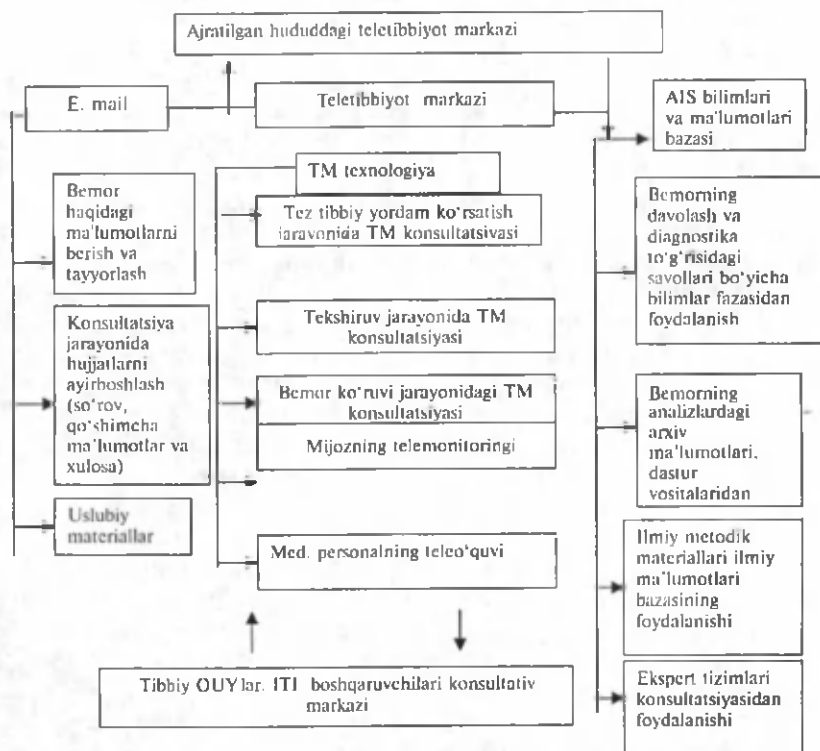 Ajratilgan hududdagi teletibbiyot markazi
E. mail
Teletibbiyot markazi
AIS bilimlari
va ma'lumotlari
bazasi
Bemor
haqidagi
ma'lumotlarni
berish va
tayyorlash
Konsultatsiya
jarayonida
hujjatlarni
ayirboshlash
(so‘rov,
qo‘shimcha
ma'lumotlar va
xulosa)
Uslubiy
materiallar
TM texnologiya
Tez tibbiy yordam ko‘rsatish
jarayonida TM konsultatsiyasi
Tekshiruv jarayonida TM
konsultatsiyasi
Bemor ko‘ruvi jarayonidagi TM
konsultatsiyasi
Mijozning telemonitoringi
Med. personalning teleo‘quvi
Bemorning
davolash va
diagnostika
to‘g‘risidagi
savollari bo‘yicha
bilimlar fazasidan
foydalanish
Bemorning
analizlardagi
arxiv
ma'lumotlari,
dastur
vositalaridan
Ilmiy metodik
materiallari ilmiy
ma'lumotlari
bazasining
foydalanishi
Ekspert tizimlari
konsultatsiyasidan
foydalanishi
Tibbiy OUYlar. ITI boshqaruvchilari konsultativ
markazi